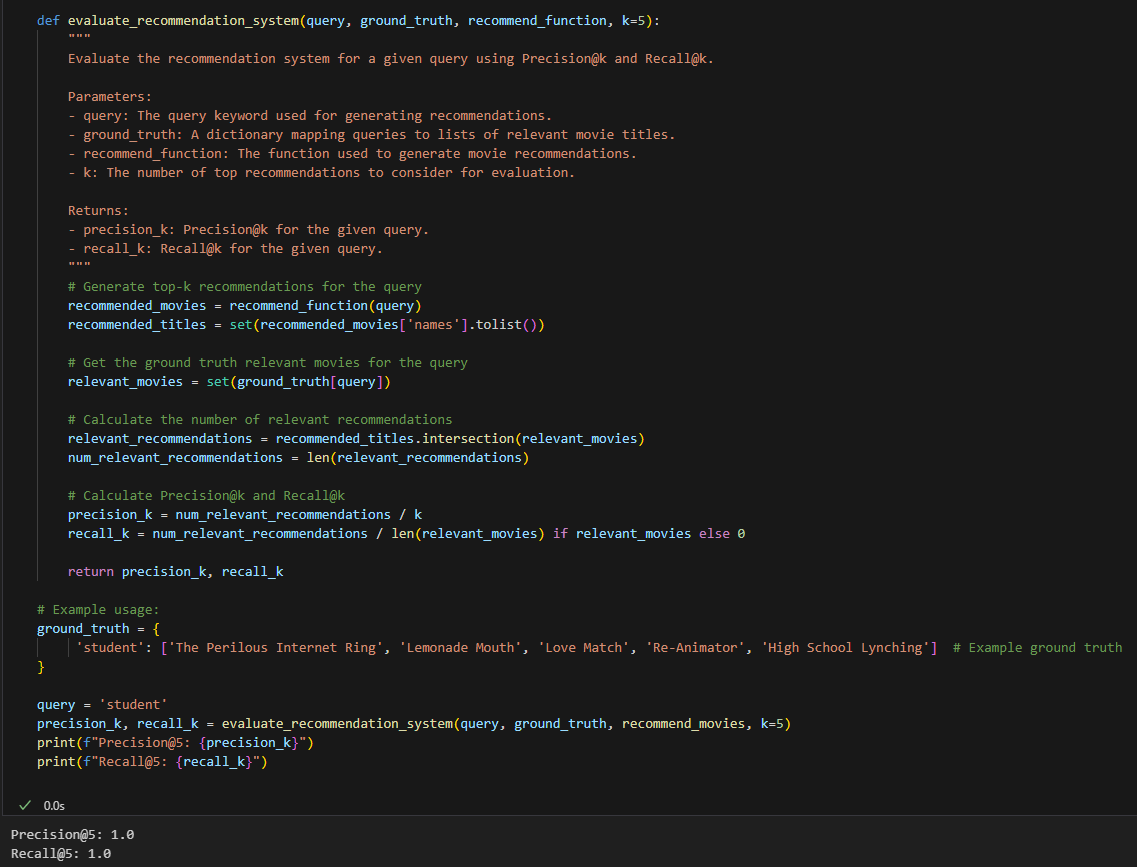 def evaluate_recommendation_system(query, ground_truth, recommend_function, k=5):
    """
    Evaluate the recommendation system for a given query using Precision@k and Recall@k.

    Parameters:
    - query: The query keyword used for generating recommendations.
    - ground_truth: A dictionary mapping queries to lists of relevant movie titles.
    - recommend_function: The function used to generate movie recommendations.
    - k: The number of top recommendations to consider for evaluation.

    Returns:
    - precision_k: Precision@k for the given query.
    - recall_k: Recall@k for the given query.
    """
    # Generate top-k recommendations for the query
    recommended_movies = recommend_function(query)
    recommended_titles = set(recommended_movies['names'].tolist())

    # Get the ground truth relevant movies for the query
    relevant_movies = set(ground_truth[query])

    # Calculate the number of relevant recommendations
    relevant_recommendations = recommended_titles.intersection(relevant_movies)
    num_relevant_recommendations = len(relevant_recommendations)

    # Calculate Precision@k and Recall@k
    precision_k = num_relevant_recommendations / k
    recall_k = num_relevant_recommendations / len(relevant_movies) if relevant_movies else 0

    return precision_k, recall_k

# Example usage:
ground_truth = {
     'student': ['The Perilous Internet Ring', 'Lemonade Mouth', 'Love Match', 'Re-Animator', 'High School Lynching']  # Example ground truth
}

query = 'student'
precision_k, recall_k = evaluate_recommendation_system(query, ground_truth, recommend_movies, k=5)
print(f"Precision@5: {precision_k}")
print(f"Recall@5: {recall_k}")
✓ 0.0s
Precision@5: 1.0
Recall@5: 1.0